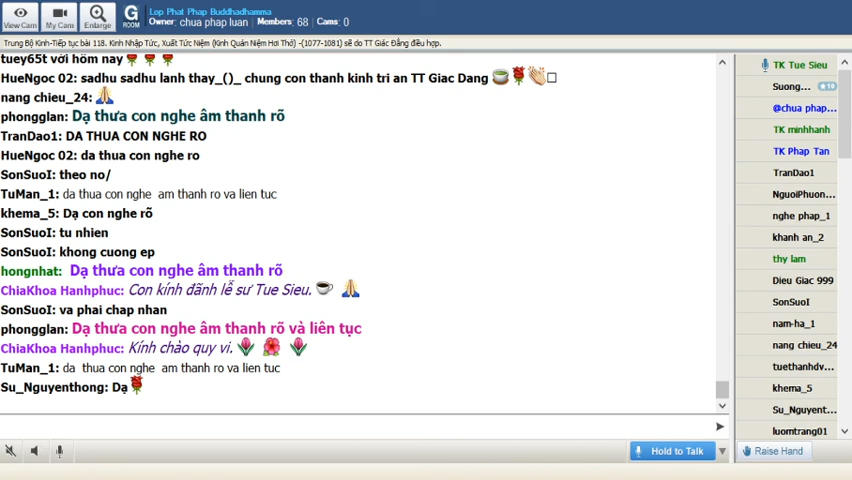 View Cam
My Cam
Enlarge
G
ROOM
Lop Phat Phap Buddhadhamma
Owner: chua phap luan Members: 68 Cams: 0
Trung Bộ Kinh-Tiếp tục bài 118. Kinh Nhập Tức, Xuất Tức Niệm (Kinh Quán Niệm Hơi Thở) -(1077-1081) sẽ do TT Giác Đẳng điều hợp.
tuey65t với hôm nay
HueNgoc 02: sadhu sadhu lanh thay_()_ chung con thanh kinh tri an TT Giac Dang
nang chieu_24:
phongglan: Dạ thưa con nghe âm thanh rõ
TranDao1: DA THUA CON NGHE RO
HueNgoc 02: da thua con nghe ro
SonSuoI: theo no/
TuMan_1: da thua con nghe am thanh ro va lien tuc
khema_5: Dạ con nghe rõ
SonSuoI: tu nhien
SonSuoI: khong cuong ep
hongnhat: Dạ thưa con nghe âm thanh rõ
ChiaKhoa Hanhphuc: Con kính đãnh lễ sư Tue Sieu.
SonSuoI: va phai chap nhan
phongglan: Dạ thưa con nghe âm thanh rõ và liên tục
ChiaKhoa Hanhphuc: Kính chào quy vi.
TuMan_1: da thua con nghe am thanh ro va lien tuc
Su_Nguyenthong: Dạ
Hold to Talk
TK Tue Sieu
Suong... 10
@chua phap...
TK minhhanh
TK Phap Tan
TranDao1
NguoiPhuon...
nghe phap_1
khanh an_2
thy lam
Dieu Giac 999
SonSuoI
nam-ha_1
nang chieu_24
tuethanhdv...
khema_5
Su_Nguyent...
luomtrang01
Raise Hand